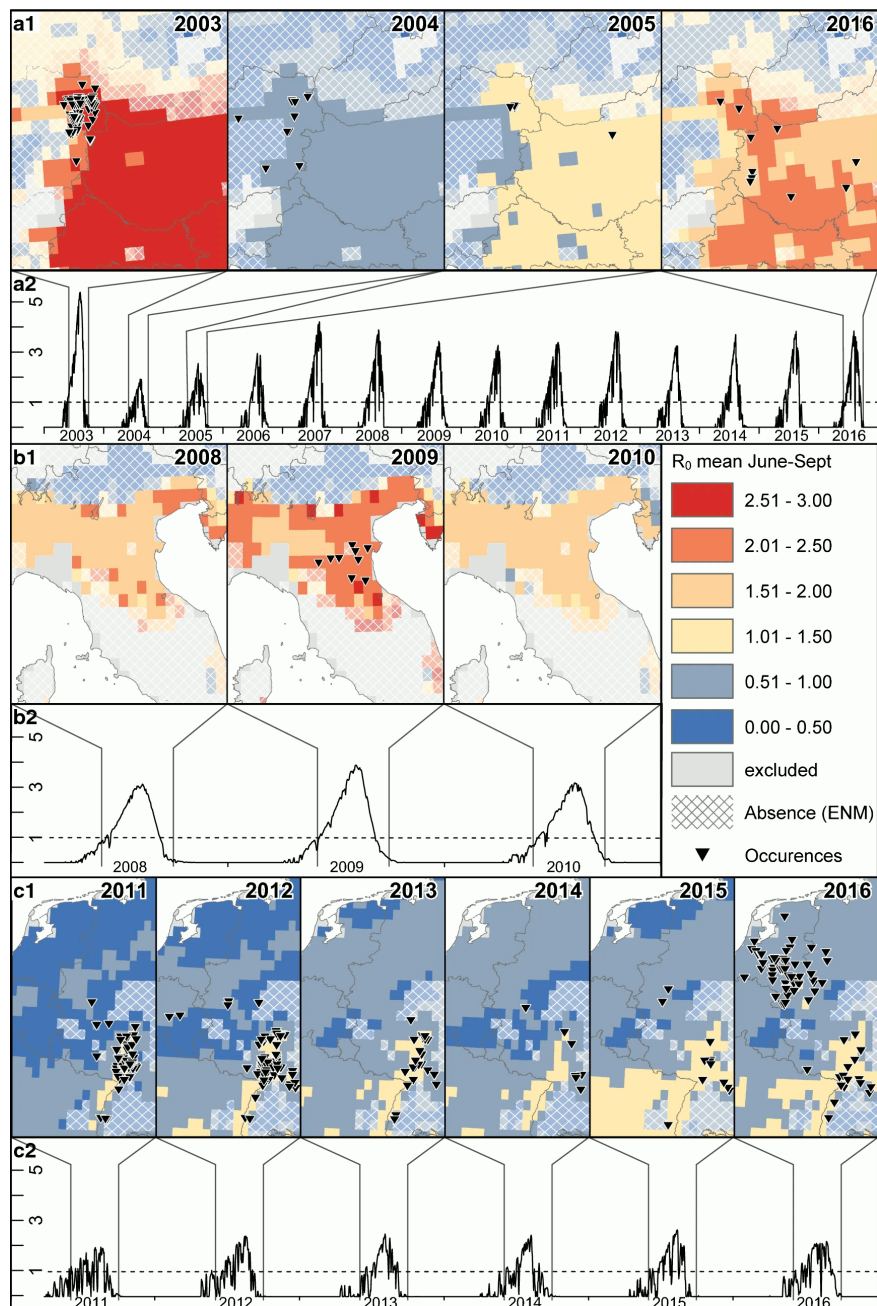 a1 2003 2004 2005 2016
a2
5
3
1
2003 2004 2005 2006 2007 2008 2009 2010 2011 2012 2013 2014 2015 2016
b1 2008 2009 2010
R0 mean June-Sept
2.51 - 3.00
2.01 - 2.50
1.51 - 2.00
1.01 - 1.50
0.51 - 1.00
0.00 - 0.50
excluded
Absence (ENM)
Occurences
b2
5
3
1
2008 2009 2010
c1 2011 2012 2013 2014 2015 2016
c2
5
3
1
2011 2012 2013 2014 2015 2016